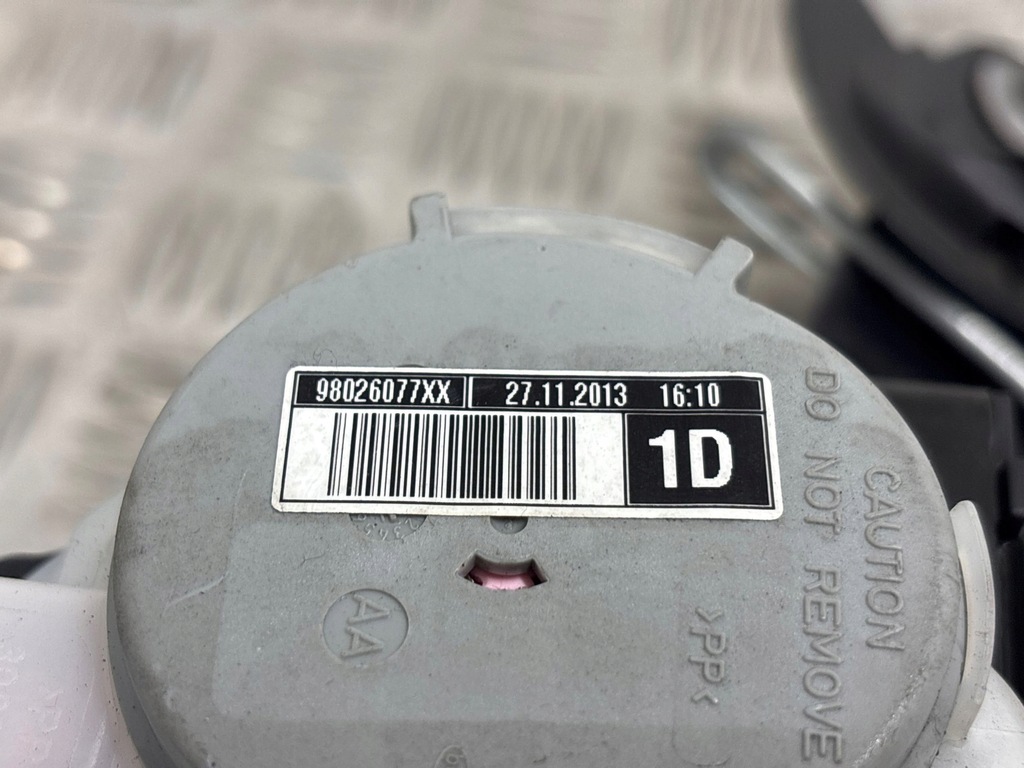 98026077XX 27.11.2013 16:10
1D
CAUTION
DO NOT REMOVE
>PP<
AA